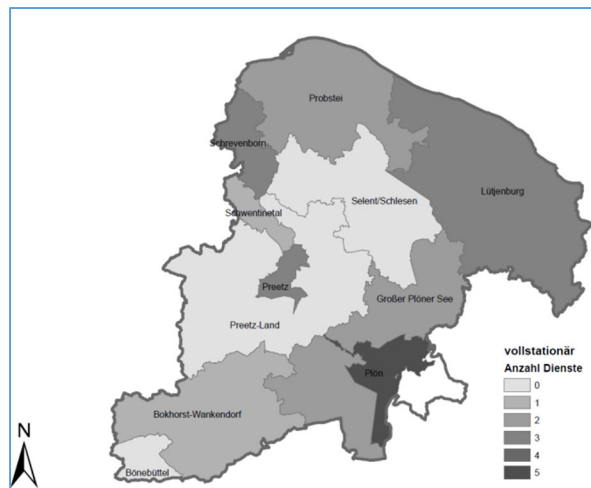 Probstei
Schrevenborn
Lütjenburg
Selent/Schlesen
Schwentinetal
Preetz
Großer Plöner See
Preetz-Land
Plön
Bokhorst-Wankendorf
Bönebüttel
N
vollstationär
Anzahl Dienste
0
1
2
3
4
5